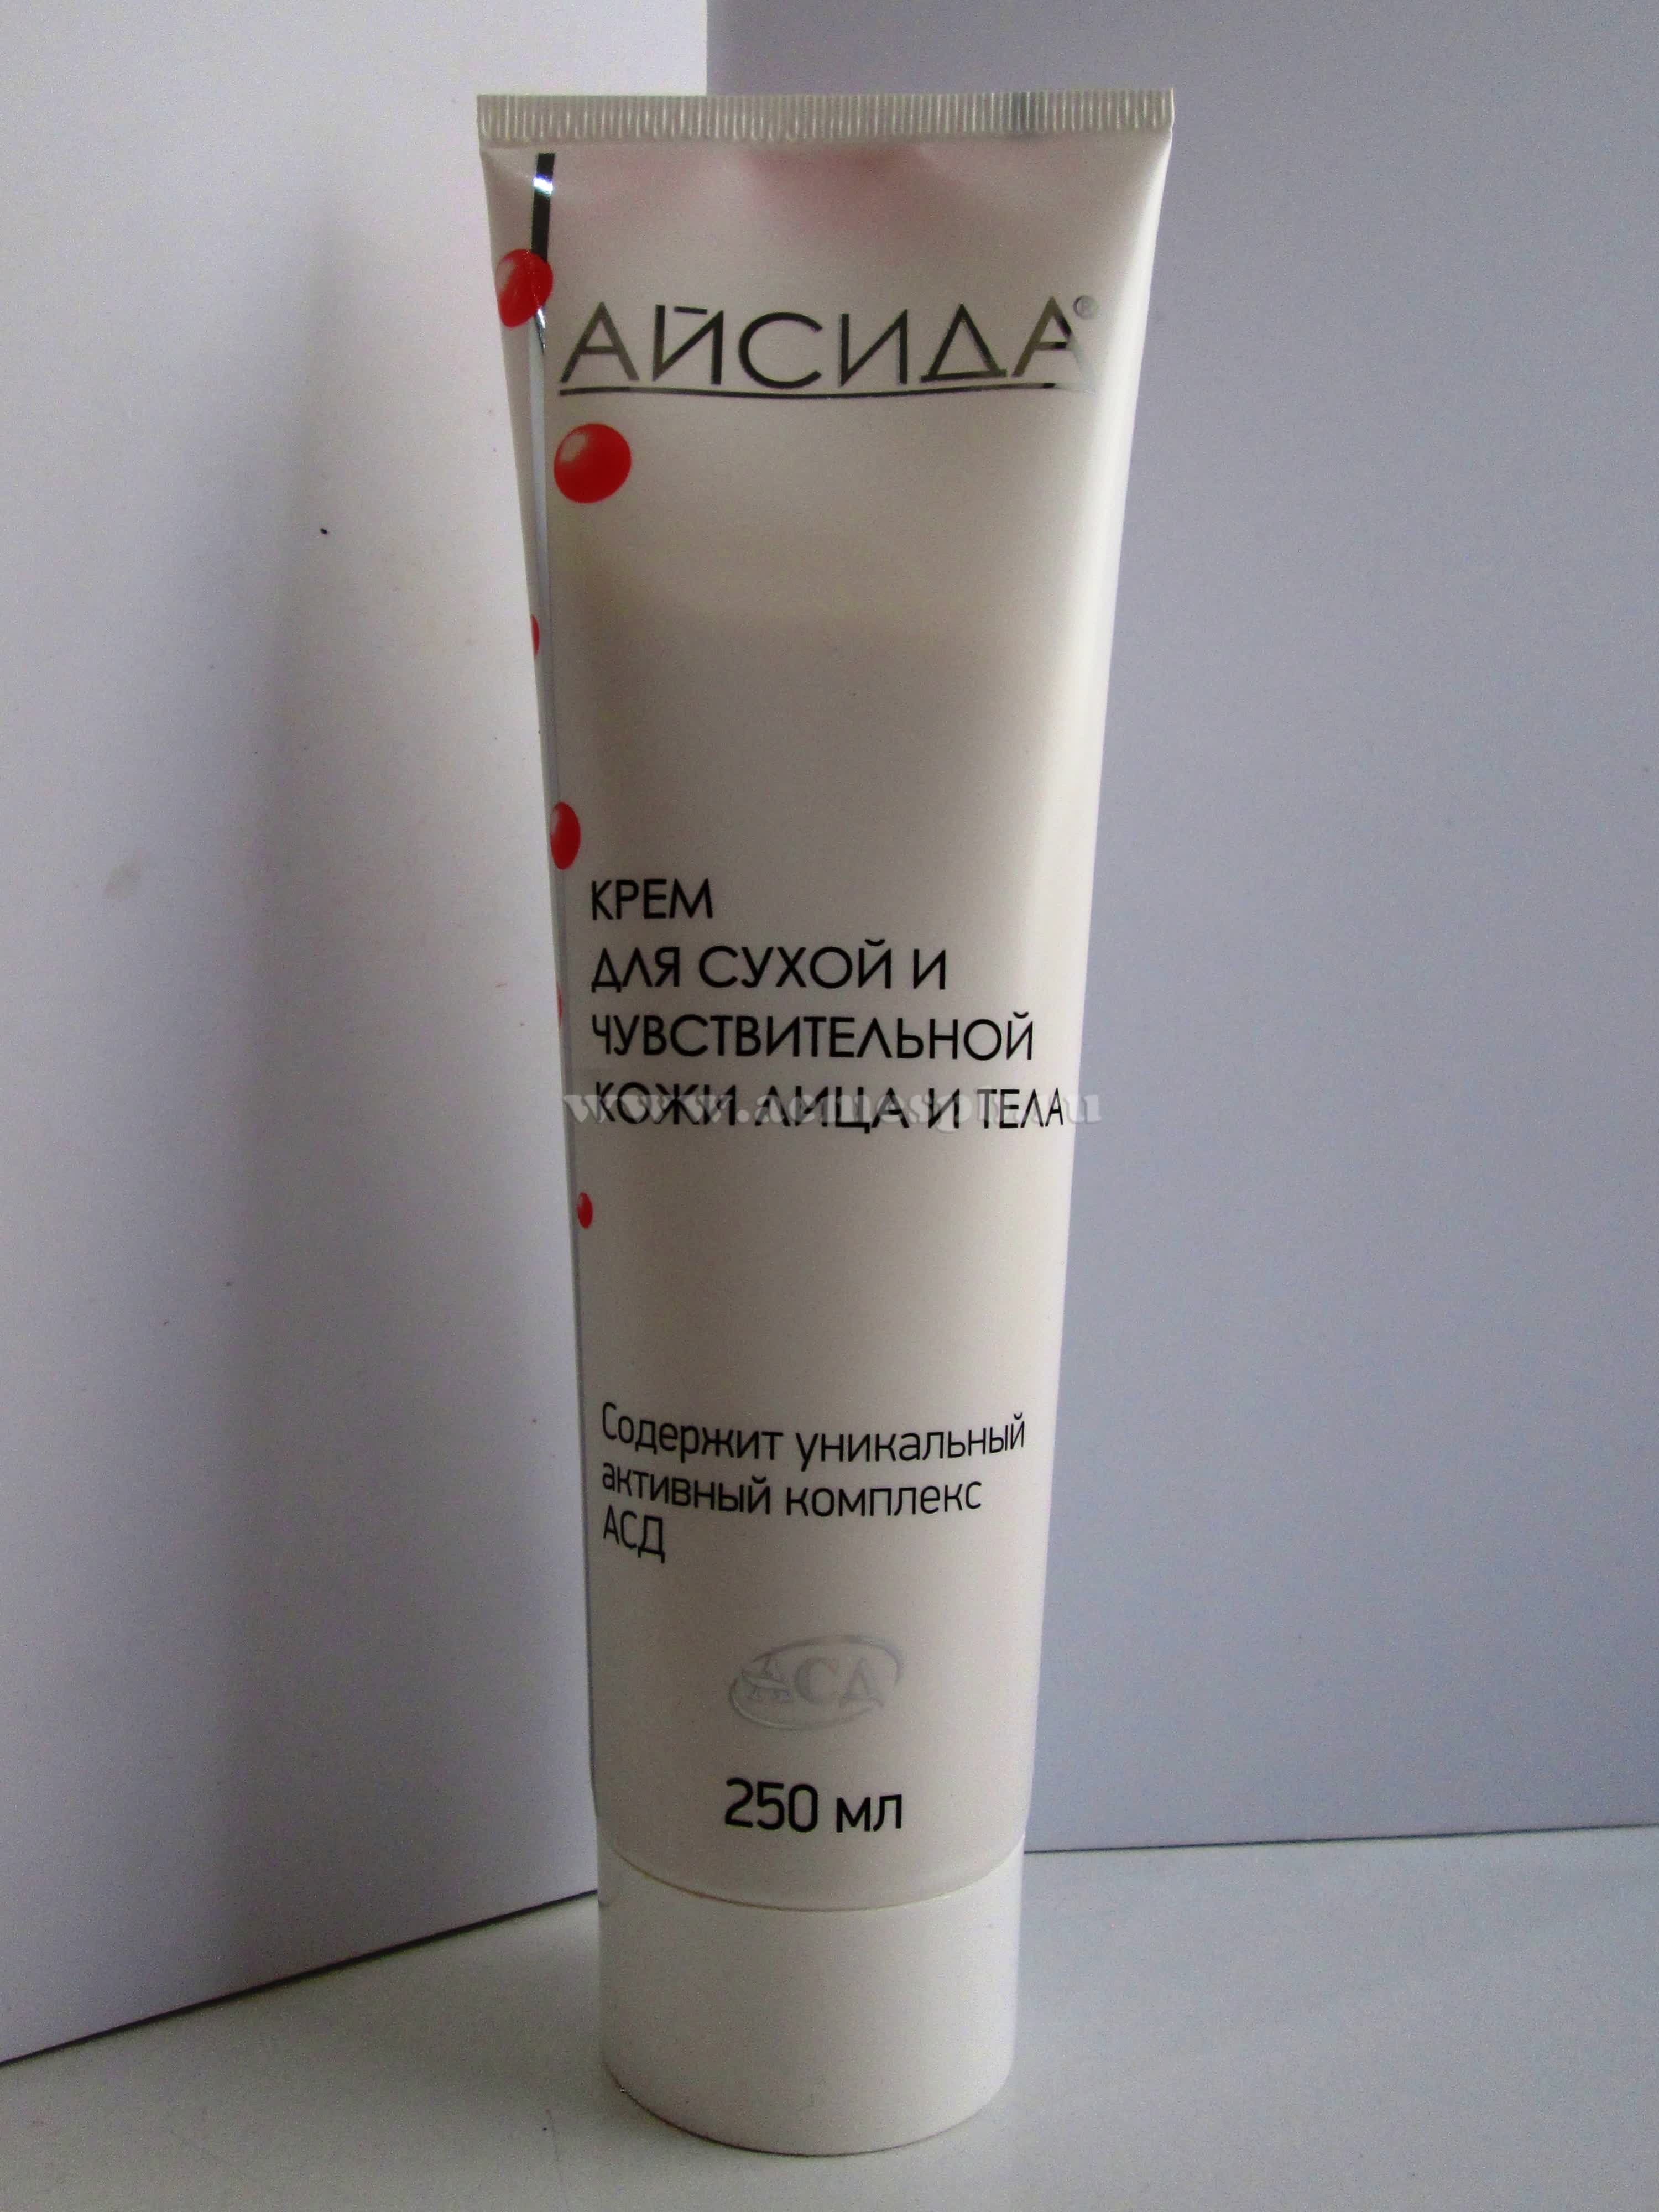 АЙСИДА®
КРЕМ
ДЛЯ СУХОЙ И
ЧУВСТВИТЕЛЬНОЙ
КОЖИ ЛИЦА И ТЕЛА
Содержит уникальный
активный комплекс
АСД
АСД
250 мл